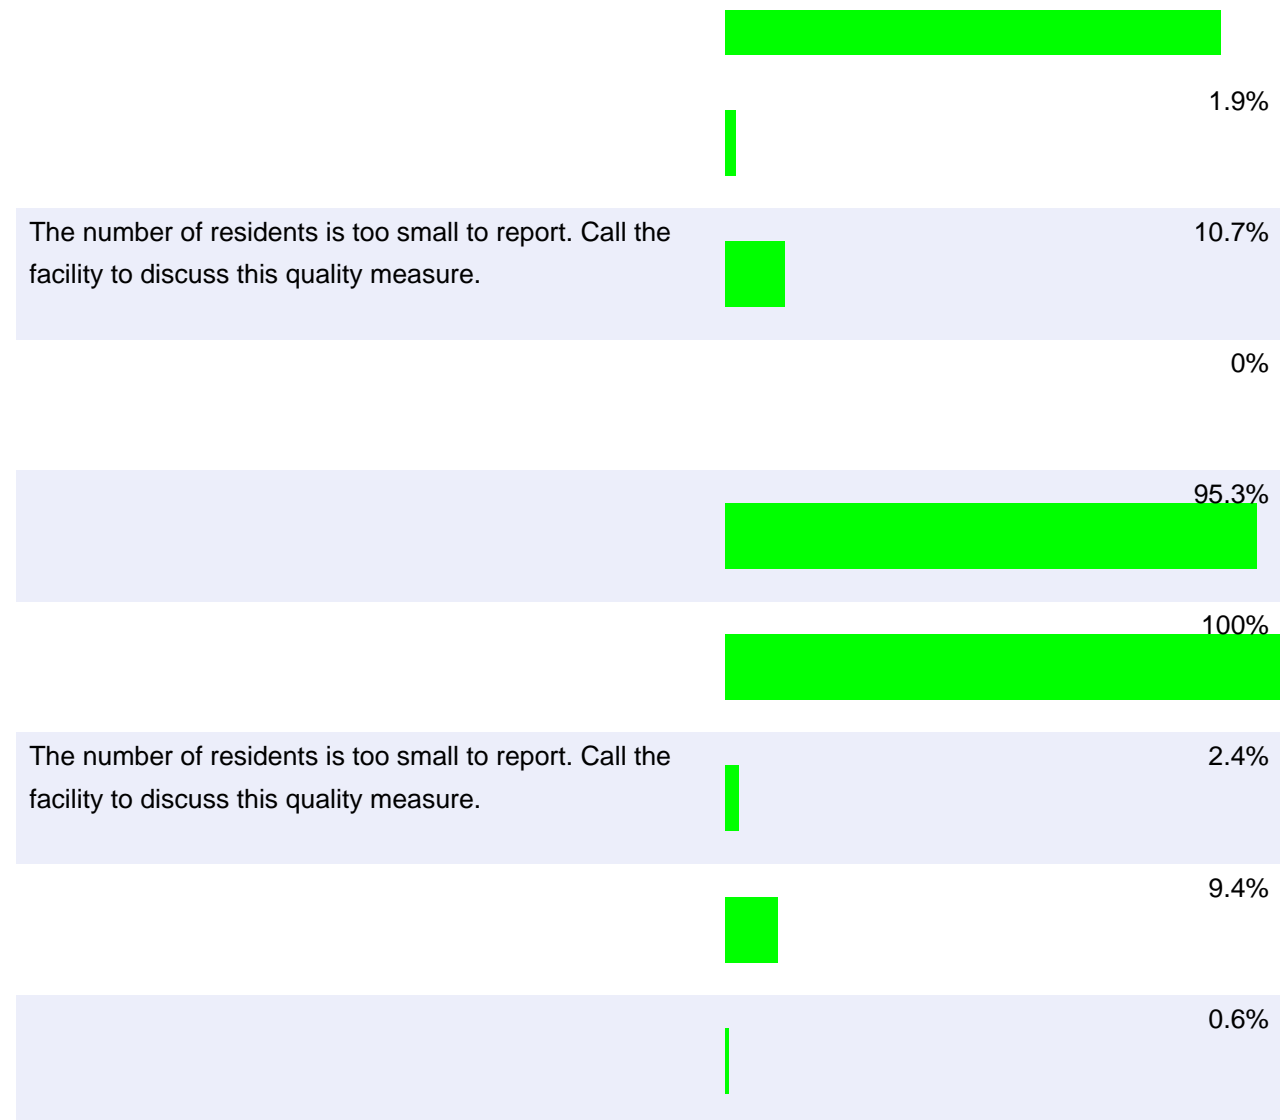 1.9%
The number of residents is too small to report. Call the
facility to discuss this quality measure.
10.7%
0%
95.3%
100%
The number of residents is too small to report. Call the
facility to discuss this quality measure.
2.4%
9.4%
0.6%